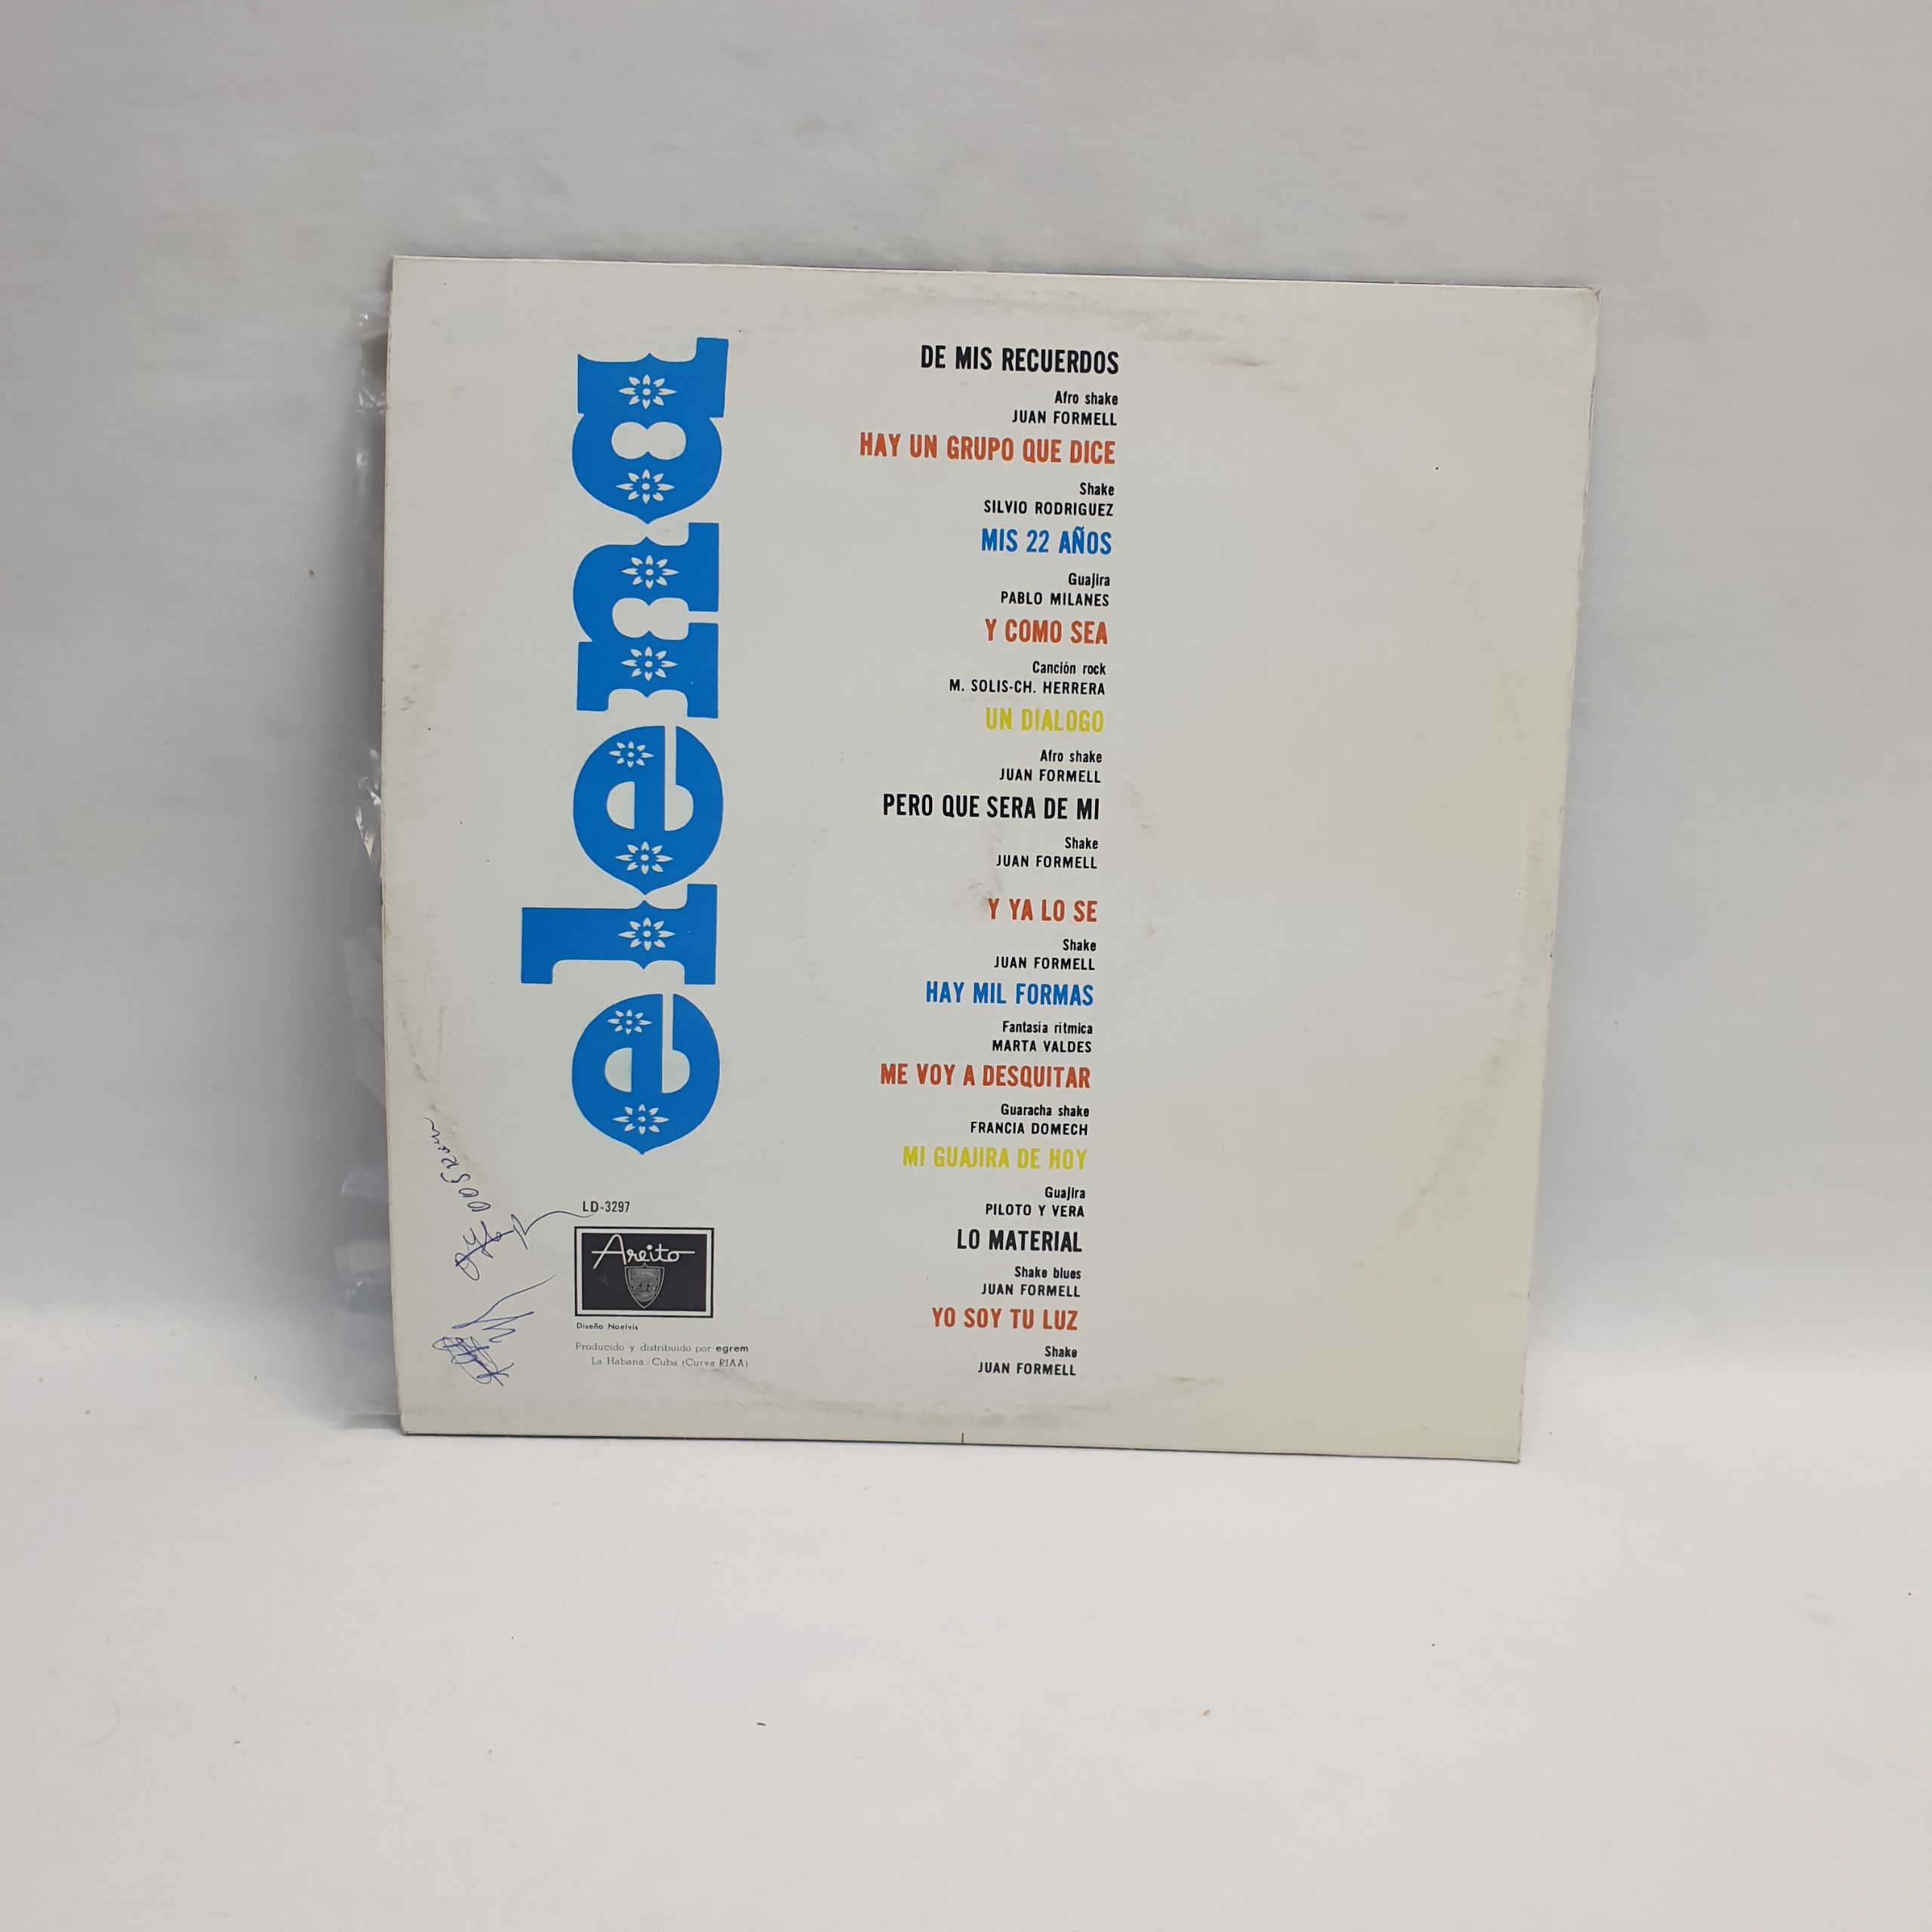 elena
DE MIS RECUERDOS
Afro shake
JUAN FORMELL
HAY UN GRUPO QUE DICE
Shake
SILVIO RODRIGUEZ
MIS 22 AÑOS
Guajira
PABLO MILANES
Y COMO SEA
Canción rock
M. SOLIS-CH. HERRERA
UN DIALOGO
Afro shake
JUAN FORMELL
PERO QUE SERA DE MI
Shake
JUAN FORMELL
Y YA LO SE
Shake
JUAN FORMELL
HAY MIL FORMAS
Fantasía rítmica
MARTA VALDES
ME VOY A DESQUITAR
Guaracha shake
FRANCIA DOMECH
MI GUAJIRA DE HOY
Guajira
PILOTO Y VERA
LO MATERIAL
Shake blues
JUAN FORMELL
YO SOY TU LUZ
Shake
JUAN FORMELL
LD-3297
Areito
Diseño Noelvis
Producido y distribuido por egrem
La Habana - Cuba (Curva RIAA)